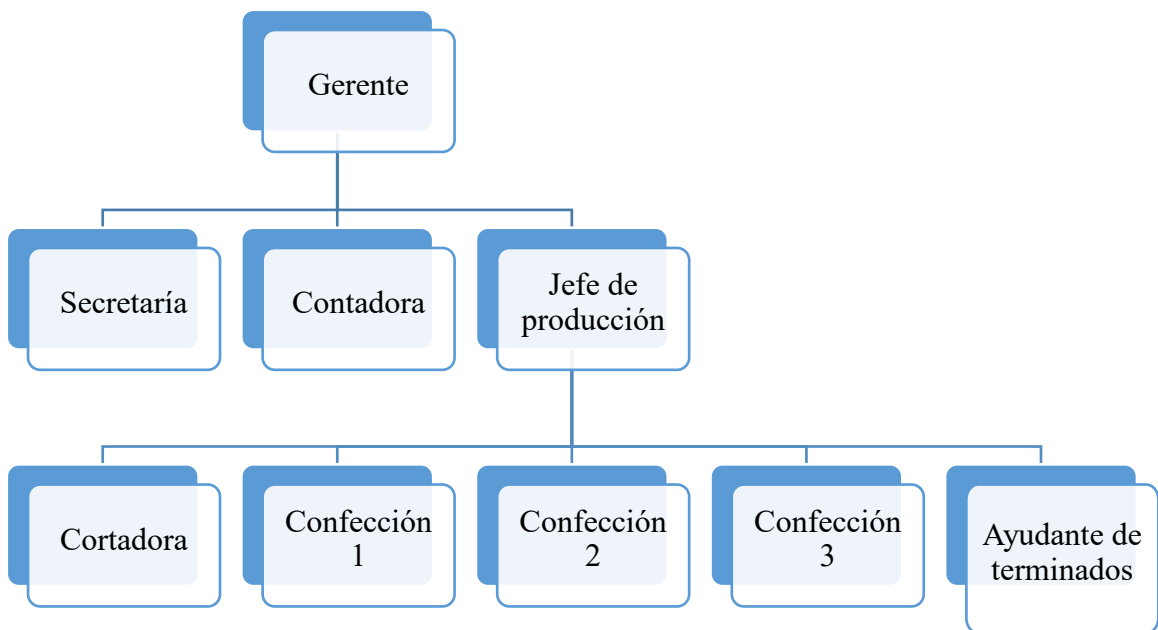 Gerente
Secretaría
Contadora
Jefe de
producción
Cortadora
Confección
1
Confección
2
Confección
3
Ayudante de
terminados